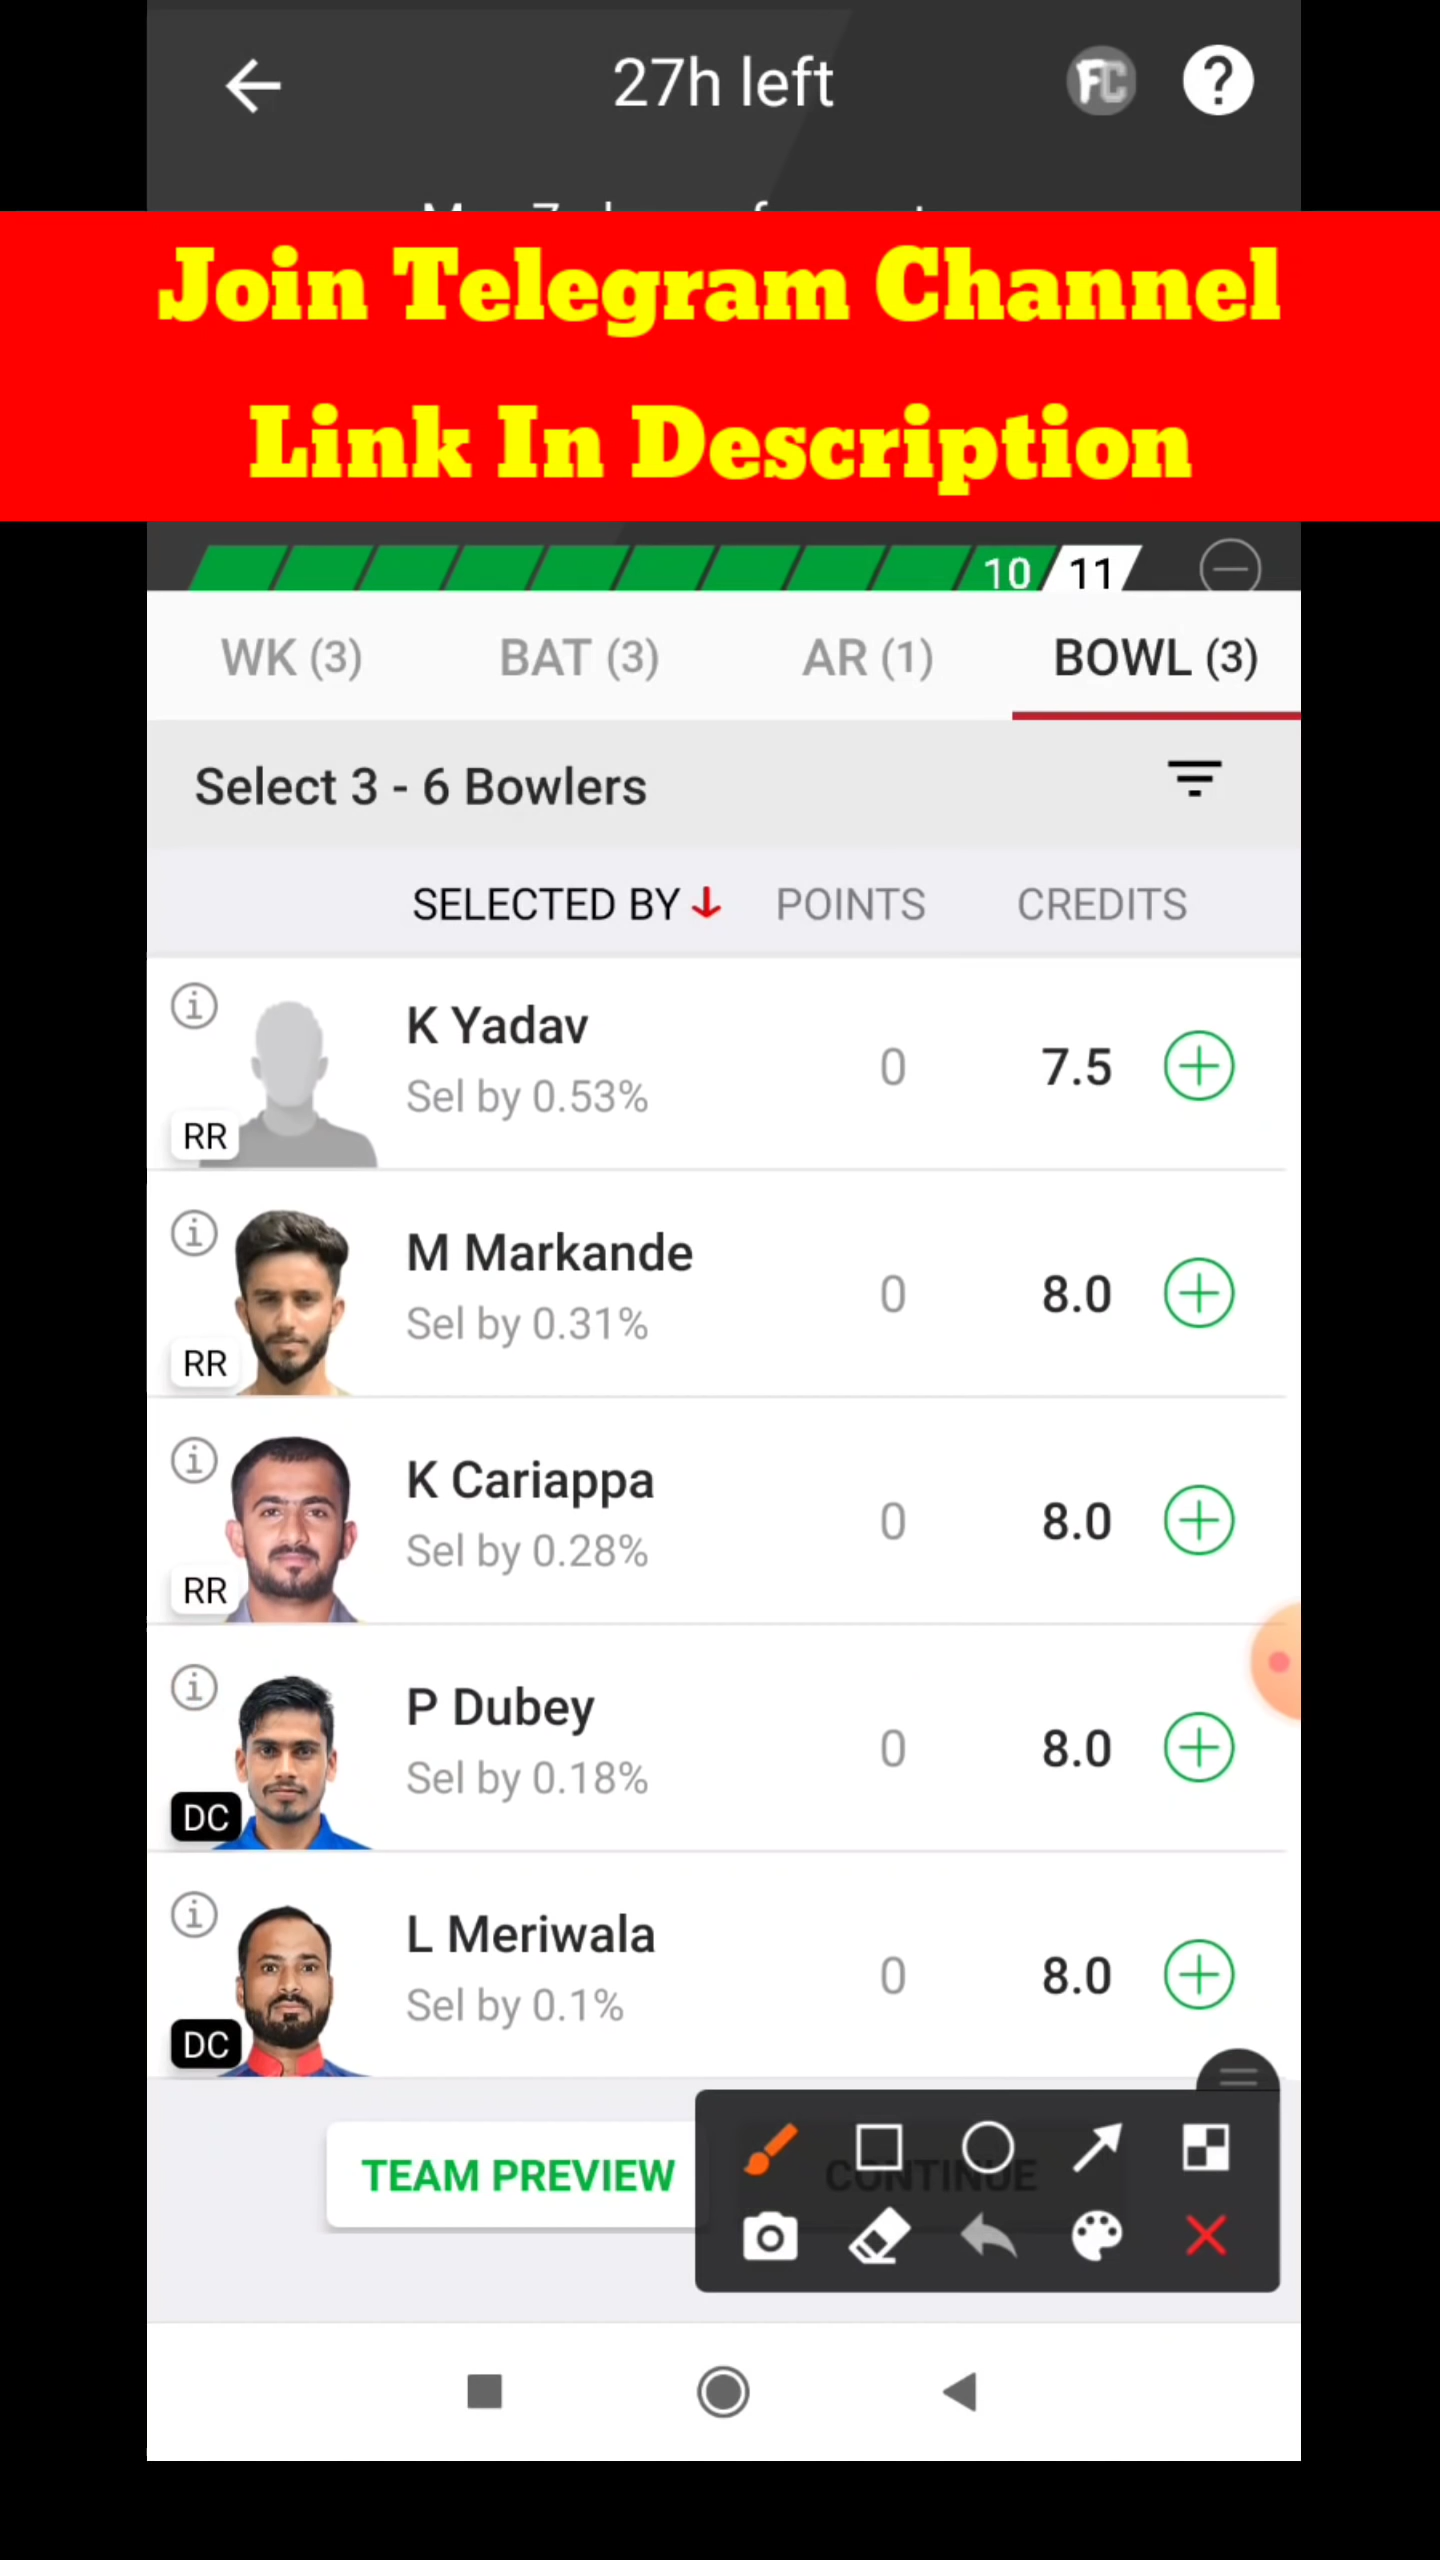 27h left
FC ?
Join Telegram Channel
Link In Description
10 11
WK (3) BAT (3) AR (1) BOWL (3)
Select 3 - 6 Bowlers
SELECTED BY POINTS CREDITS
K Yadav
Sel by 0.53%
0 7.5
RR
M Markande
Sel by 0.31%
0 8.0
RR
K Cariappa
Sel by 0.28%
0 8.0
RR
P Dubey
Sel by 0.18%
0 8.0
DC
L Meriwala
Sel by 0.1%
0 8.0
DC
TEAM PREVIEW CONTINUE